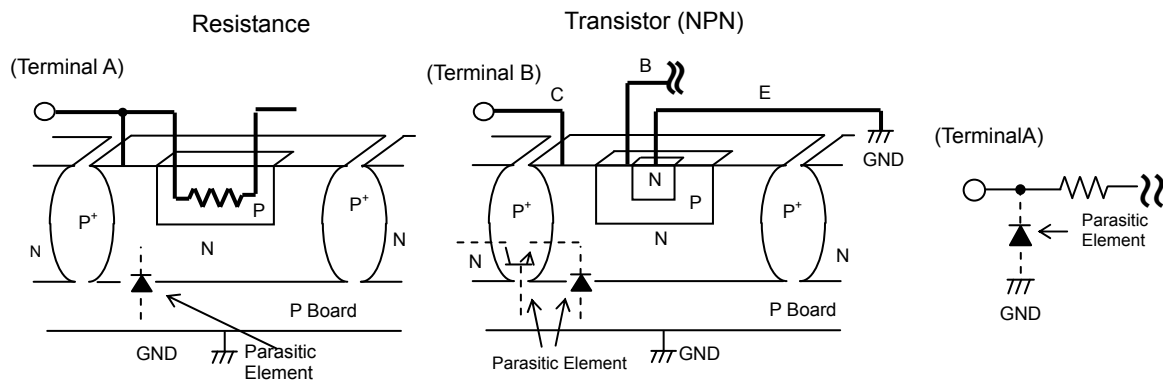 Resistance
(Terminal A)
P⁺
P
P⁺
N
N
N
P Board
GND
Parasitic
Element
Transistor (NPN)
(Terminal B)
C
B
E
GND
N
P⁺
P
P⁺
N
N
N
P Board
Parasitic Element
GND
(TerminalA)
Parasitic
Element
GND